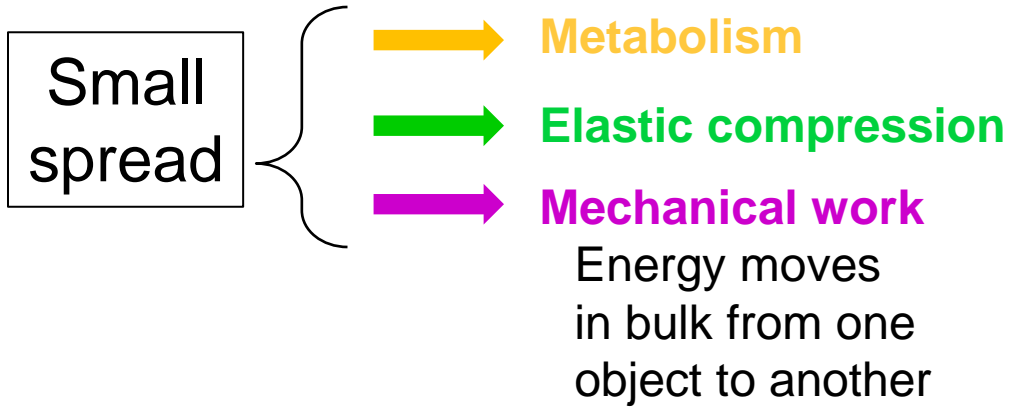 Small
spread
Metabolism
Elastic compression
Mechanical work
Energy moves
in bulk from one
object to another